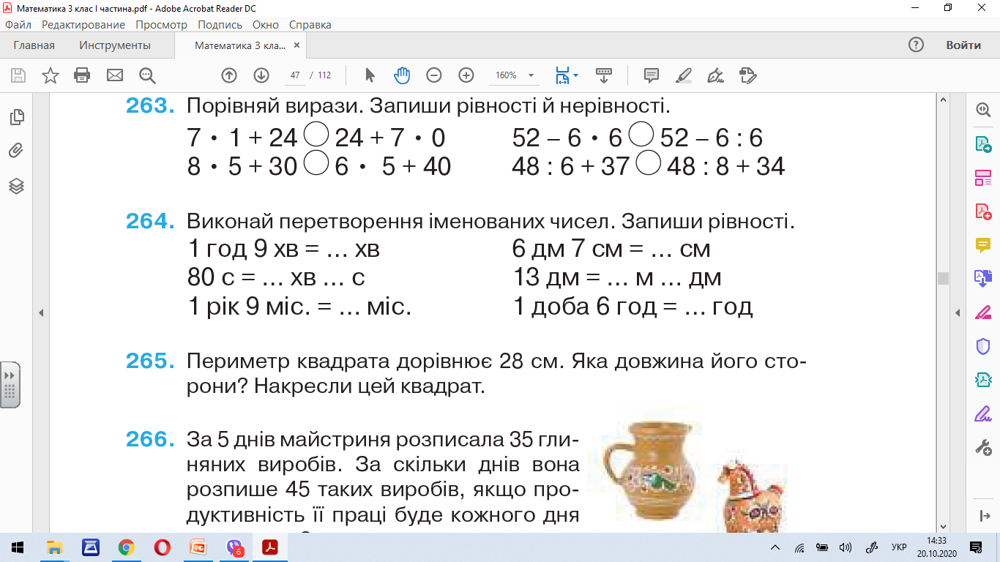 Математика 3 клас І частина.pdf - Adobe Acrobat Reader DC
Файл Редактирование Просмотр Подпись Окно Справка
Главная Инструменты Математика 3 кла... × Войти
47 / 112 160%
263. Порівняй вирази. Запиши рівності й нерівності.
7 · 1 + 24 ◯ 24 + 7 · 0 52 – 6 · 6 ◯ 52 – 6 : 6
8 · 5 + 30 ◯ 6 · 5 + 40 48 : 6 + 37 ◯ 48 : 8 + 34
264. Виконай перетворення іменованих чисел. Запиши рівності.
1 год 9 хв = ... хв 6 дм 7 см = ... см
80 с = ... хв ... с 13 дм = ... м ... дм
1 рік 9 міс. = ... міс. 1 доба 6 год = ... год
265. Периметр квадрата дорівнює 28 см. Яка довжина його сто-
рони? Накресли цей квадрат.
266. За 5 днів майстриня розписала 35 гли-
няних виробів. За скільки днів вона
розпише 45 таких виробів, якщо про-
дуктивність її праці буде кожного дня
6 УКР 14:33
20.10.2020